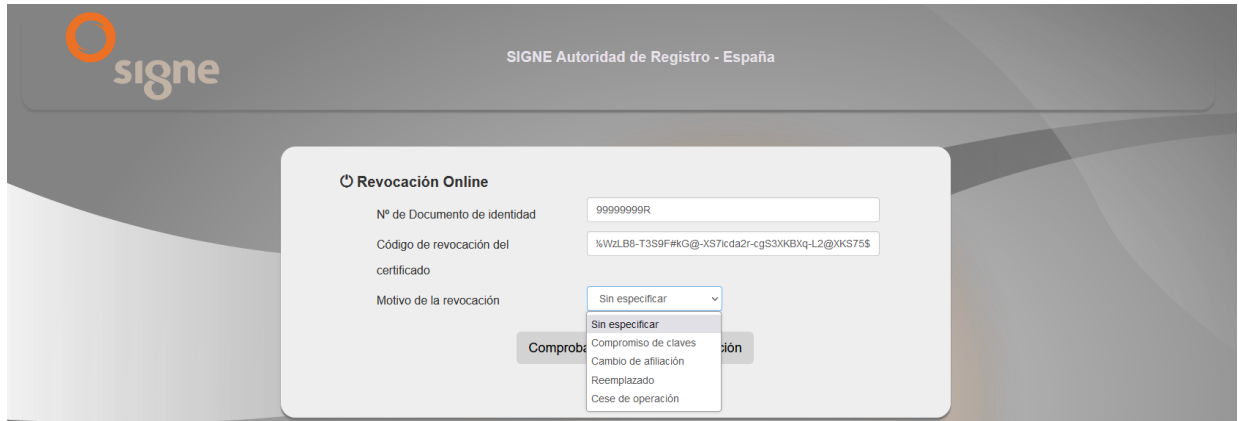 signe
SIGNE Autoridad de Registro - España
Revocación Online
Nº de Documento de identidad
99999999R
Código de revocación del
certificado
%WzLB8-T3S9F#kG@-XS7icda2r-cgS3XKBXq-L2@XKS75$
Motivo de la revocación
Sin especificar
Sin especificar
Compromiso de claves
Cambio de afiliación
Reemplazado
Cese de operación